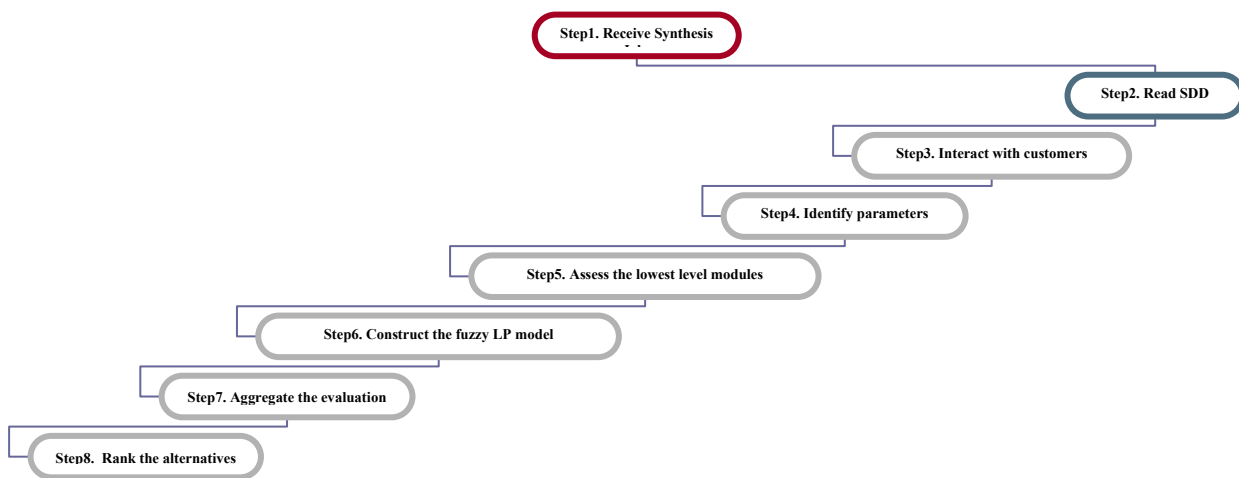 Step1. Receive Synthesis
Step2. Read SDD
Step3. Interact with customers
Step4. Identify parameters
Step5. Assess the lowest level modules
Step6. Construct the fuzzy LP model
Step7. Aggregate the evaluation
Step8. Rank the alternatives